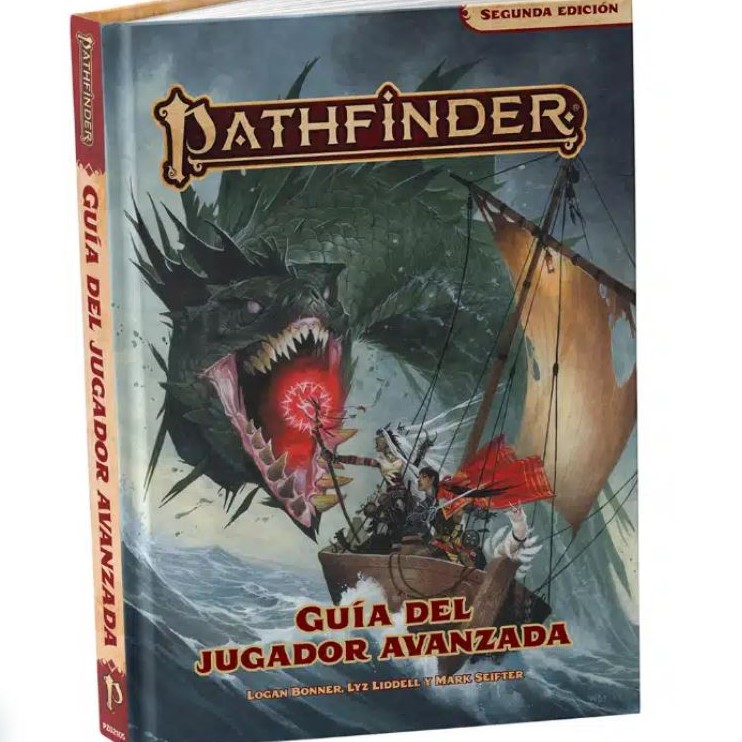 SEGUNDA EDICIÓN
PATHFINDER
GUÍA DEL
JUGADOR AVANZADA
LOGAN BONNER, LYZ LIDDELL Y MARK SEIFTER
PATHFINDER
GUÍA DEL JUGADOR AVANZADA
P